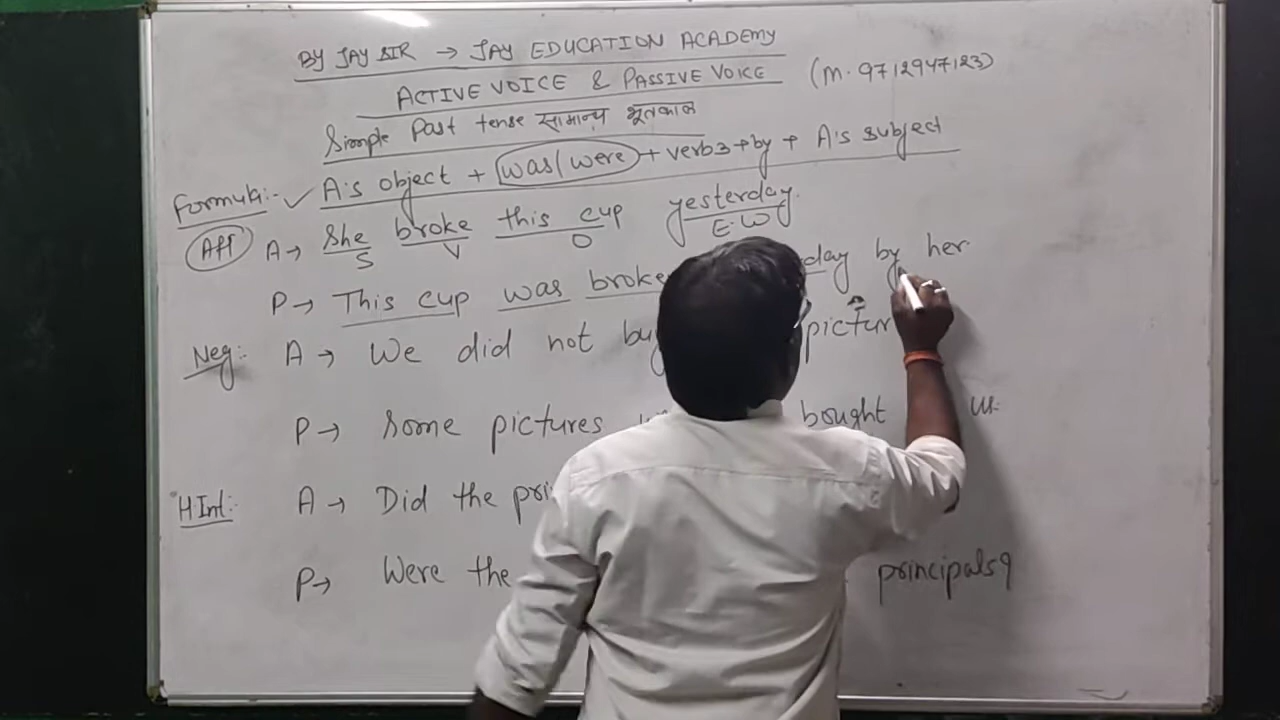 BY JAY SIR → JAY EDUCATION ACADEMY
ACTIVE VOICE & PASSIVE VOICE (M. 9712947123)
Simple Past tense सामान्य भूतकाल
Formula:- ✓ A's object + was/were + verb3 + by + A's subject
Aff A → She broke this cup yesterday.
S V O E.W
P → This cup was broke day by her
Neg:- A → We did not buy pictur
P → Some pictures bought us.
H Int:- A → Did the pri
P → Were the principals?